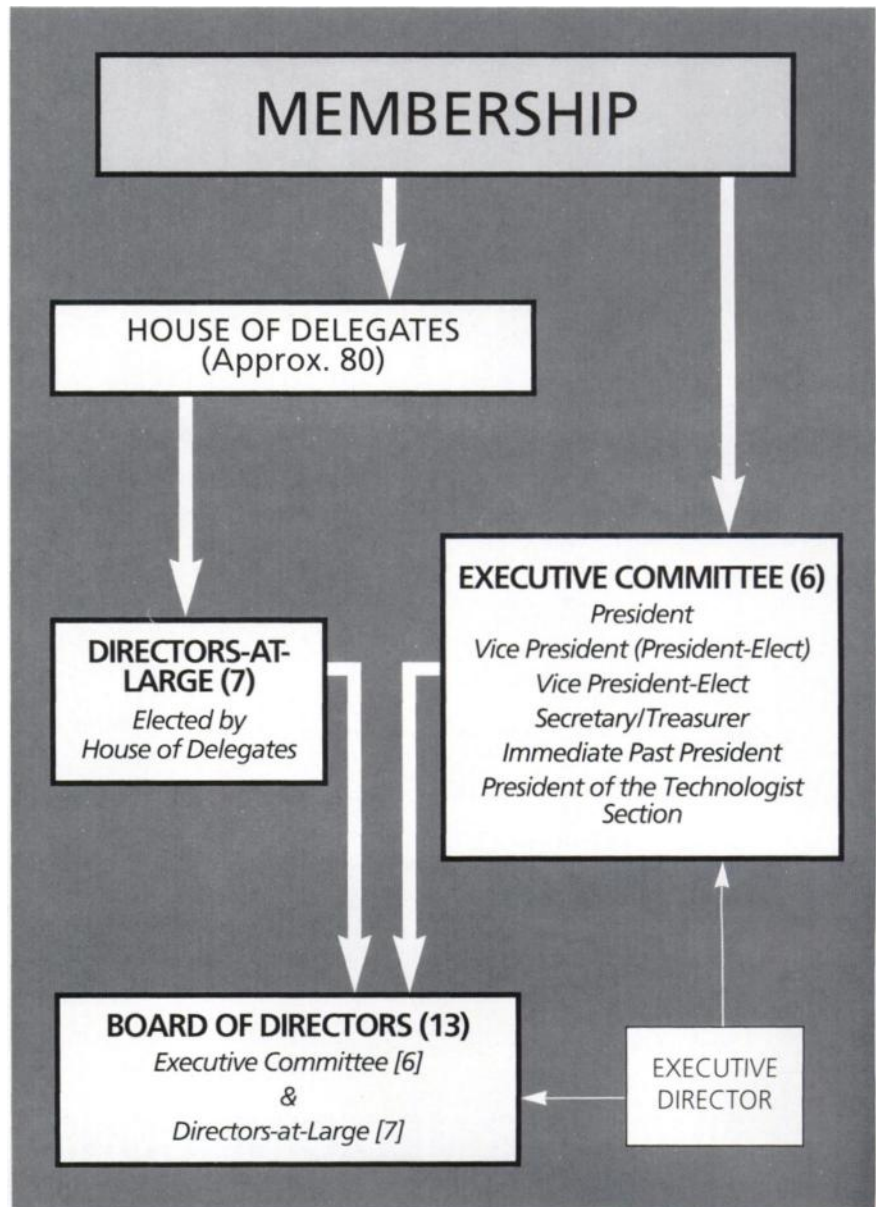 MEMBERSHIP
HOUSE OF DELEGATES
(Approx. 80)
DIRECTORS-AT-
LARGE (7)
Elected by
House of Delegates
EXECUTIVE COMMITTEE (6)
President
Vice President (President-Elect)
Vice President-Elect
Secretary/Treasurer
Immediate Past President
President of the Technologist
Section
BOARD OF DIRECTORS (13)
Executive Committee [6]
&
Directors-at-Large [7]
EXECUTIVE
DIRECTOR